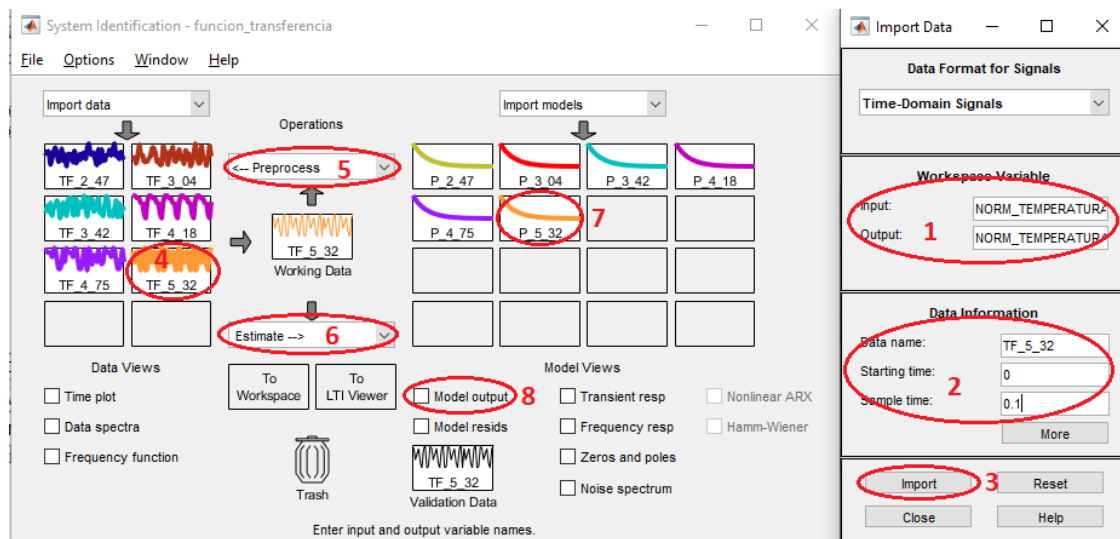 System Identification - funcion_transferencia
File Options Window Help
Import data
Import models
Operations
TF_2_47 TF_3_04
<-- Preprocess 5
P_2_47 P_3_04 P_3_42 P_4_18
TF_3_42 TF_4_18
TF_5_32
Working Data
P_4_75 P_5_32
7
4
TF_4_75 TF_5_32
Estimate --> 6
Data Views
Time plot
Data spectra
Frequency function
To
Workspace
To
LTI Viewer
Trash
Model Views
Model output 8
Model resids
TF_5_32
Validation Data
Transient resp
Frequency resp
Zeros and poles
Noise spectrum
Nonlinear ARX
Hamm-Wiener
Enter input and output variable names.
Import Data
Data Format for Signals
Time-Domain Signals
Workspace Variable
Input: NORM_TEMPERATURA
Output: 1 NORM_TEMPERATURA
Data Information
Data name: TF_5_32
Starting time: 0
2
Sample time: 0.1
More
Import 3 Reset
Close Help